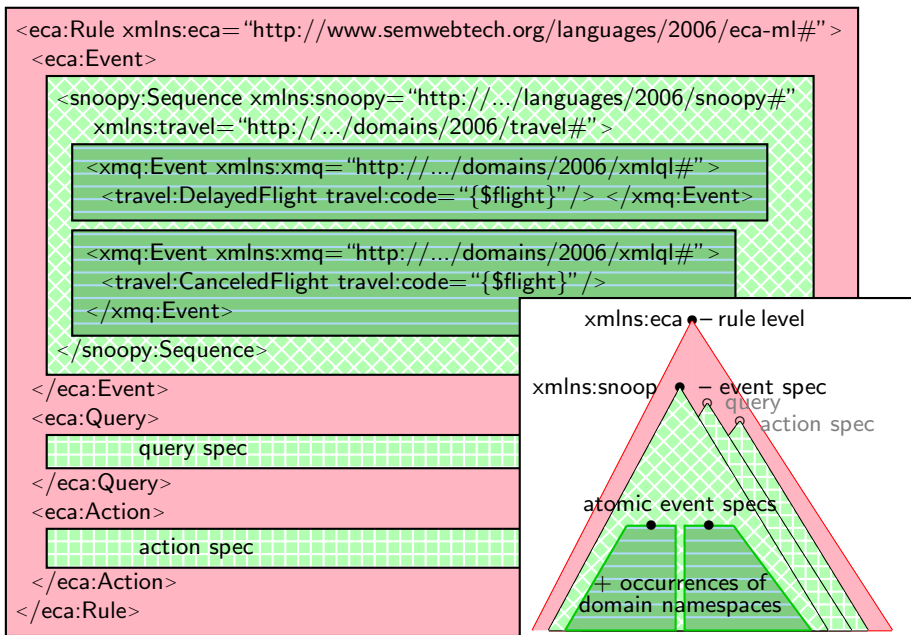 <eca:Rule xmlns:eca=“http://www.semwebtech.org/languages/2006/eca-ml#”>
<eca:Event>
<snoopy:Sequence xmlns:snoopy=“http://.../languages/2006/snoopy#”
xmlns:travel=“http://.../domains/2006/travel#”>
<xmq:Event xmlns:xmq=“http://.../domains/2006/xmlql#”>
<travel:DelayedFlight travel:code=“{$flight}”/> </xmq:Event>
<xmq:Event xmlns:xmq=“http://.../domains/2006/xmlql#”>
<travel:CanceledFlight travel:code=“{$flight}”/>
</xmq:Event>
</snoopy:Sequence>
</eca:Event>
<eca:Query>
query spec
</eca:Query>
<eca:Action>
action spec
</eca:Action>
</eca:Rule>
xmlns:eca – rule level
xmlns:snoop – event spec
query
action spec
atomic event specs
+ occurrences of
domain namespaces